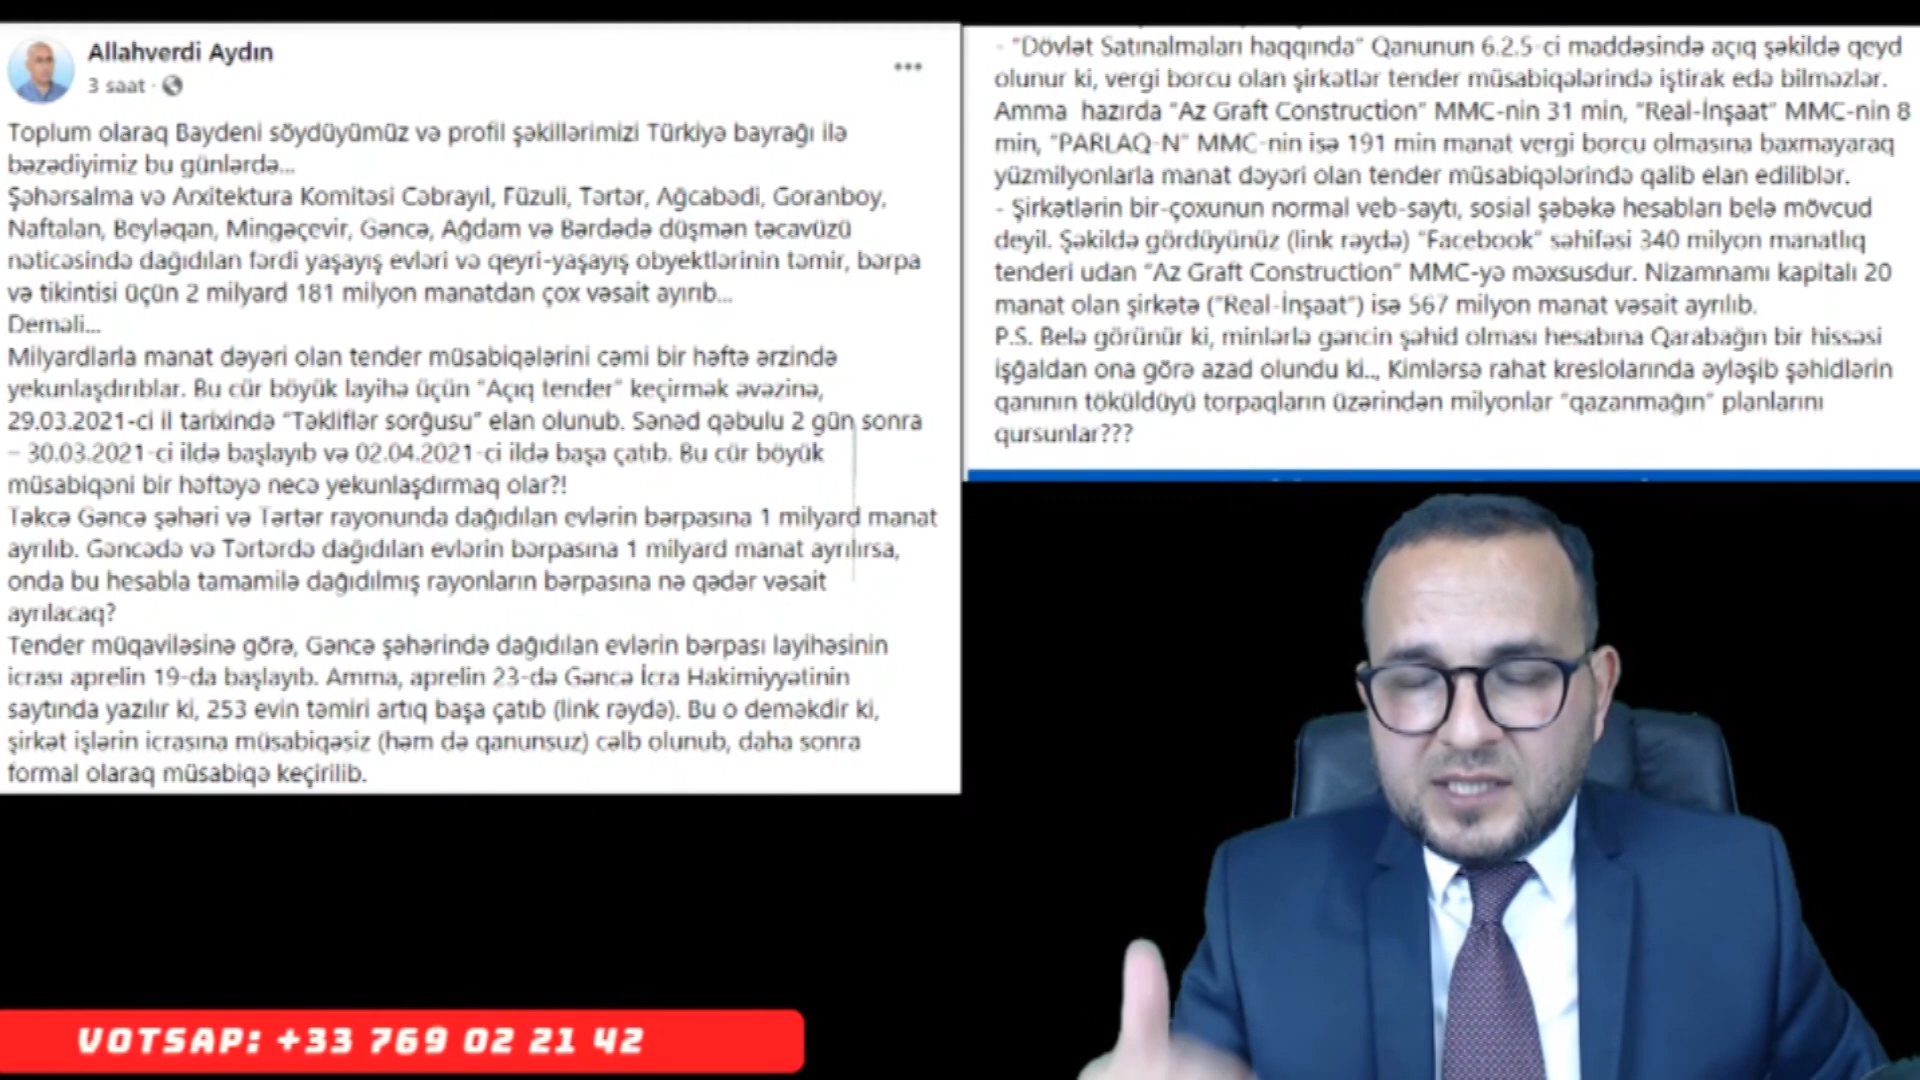 Allahverdi Aydın
3 saat ·
Toplum olaraq Baydeni söydüyümüz və profil şəkillərimizi Türkiyə bayrağı ilə
bəzədiyimiz bu günlərdə...
Şəhərsalma və Arxitektura Komitəsi Cəbrayıl, Füzuli, Tərtər, Ağcabədi, Goranboy,
Naftalan, Beyləqan, Mingəçevir, Gəncə, Ağdam və Bərdədə düşmən təcavüzü
nəticəsində dağıdılan fərdi yaşayış evləri və qeyri-yaşayış obyektlərinin təmir, bərpa
və tikintisi üçün 2 milyard 181 milyon manatdan çox vəsait ayırıb...
Deməli...
Milyardlarla manat dəyəri olan tender müsabiqələrini cəmi bir həftə ərzində
yekunlaşdırıblar. Bu cür böyük layihə üçün "Açıq tender" keçirmək əvəzinə,
29.03.2021-ci il tarixində "Təkliflər sorğusu" elan olunub. Sənəd qəbulu 2 gün sonra
– 30.03.2021-ci ildə başlayıb və 02.04.2021-ci ildə başa çatıb. Bu cür böyük
müsabiqəni bir həftəyə necə yekunlaşdırmaq olar?!
Təkcə Gəncə şəhəri və Tərtər rayonunda dağıdılan evlərin bərpasına 1 milyard manat
ayrılıb. Gəncədə və Tərtərdə dağıdılan evlərin bərpasına 1 milyard manat ayrılırsa,
onda bu hesabla tamamilə dağıdılmış rayonların bərpasına nə qədər vəsait
ayrılacaq?
Tender müqaviləsinə görə, Gəncə şəhərində dağıdılan evlərin bərpası layihəsinin
icrası aprelin 19-da başlayıb. Amma, aprelin 23-də Gəncə İcra Hakimiyyətinin
saytında yazılır ki, 253 evin təmiri artıq başa çatıb (link rəydə). Bu o deməkdir ki,
şirkət işlərin icrasına müsabiqəsiz (həm də qanunsuz) cəlb olunub, daha sonra
formal olaraq müsabiqə keçirilib.
- "Dövlət Satınalmaları haqqında" Qanunun 6.2.5-ci maddəsində açıq şəkildə qeyd
olunur ki, vergi borcu olan şirkətlər tender müsabiqələrində iştirak edə bilməzlər.
Amma hazırda "Az Graft Construction" MMC-nin 31 min, "Real-İnşaat" MMC-nin 8
min, "PARLAQ-N" MMC-nin isə 191 min manat vergi borcu olmasına baxmayaraq
yüzmilyonlarla manat dəyəri olan tender müsabiqələrində qalib elan ediliblər.
- Şirkətlərin bir-çoxunun normal veb-saytı, sosial şəbəkə hesabları belə mövcud
deyil. Şəkildə gördüyünüz (link rəydə) "Facebook" səhifəsi 340 milyon manatlıq
tenderi udan "Az Graft Construction" MMC-yə məxsusdur. Nizamnamı kapitalı 20
manat olan şirkətə ("Real-İnşaat") isə 567 milyon manat vəsait ayrılıb.
P.S. Belə görünür ki, minlərlə gəncin şəhid olması hesabına Qarabağın bir hissəsi
işğaldan ona görə azad olundu ki.., Kimlərsə rahat kreslolarında əyləşib şəhidlərin
qanının töküldüyü torpaqların üzərindən milyonlar "qazanmağın" planlarını
qursunlar???
VOTSAP: +33 769 02 21 42